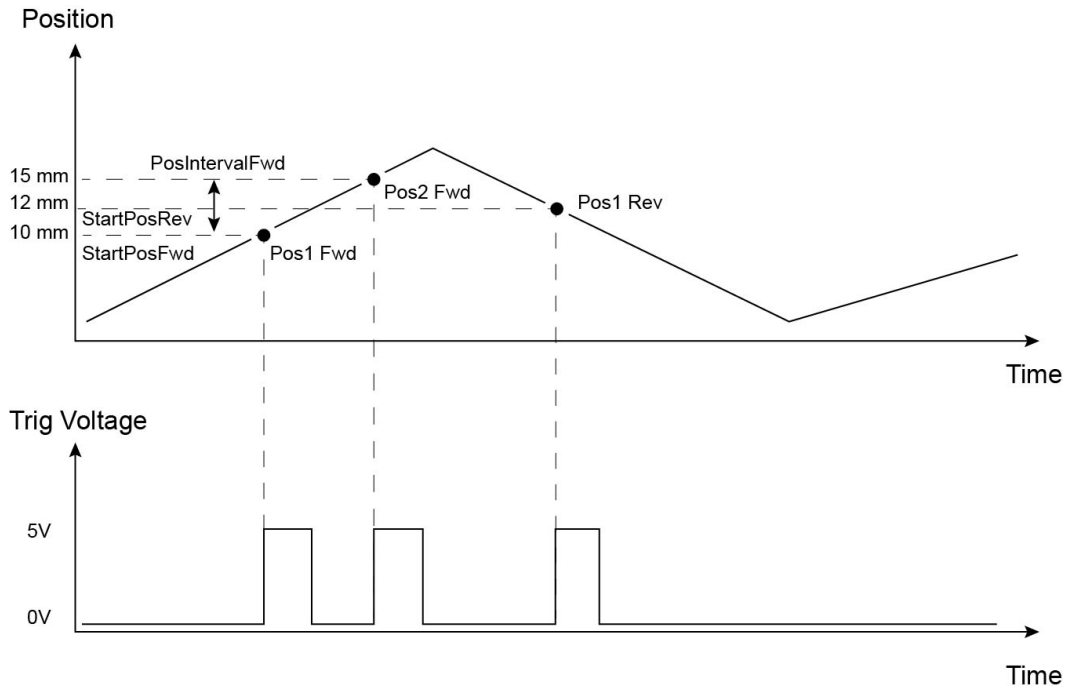 Position
PosIntervalFwd
15 mm
Pos2 Fwd
12 mm
Pos1 Rev
StartPosRev
10 mm
StartPosFwd
Pos1 Fwd
Time
Trig Voltage
5V
0V
Time